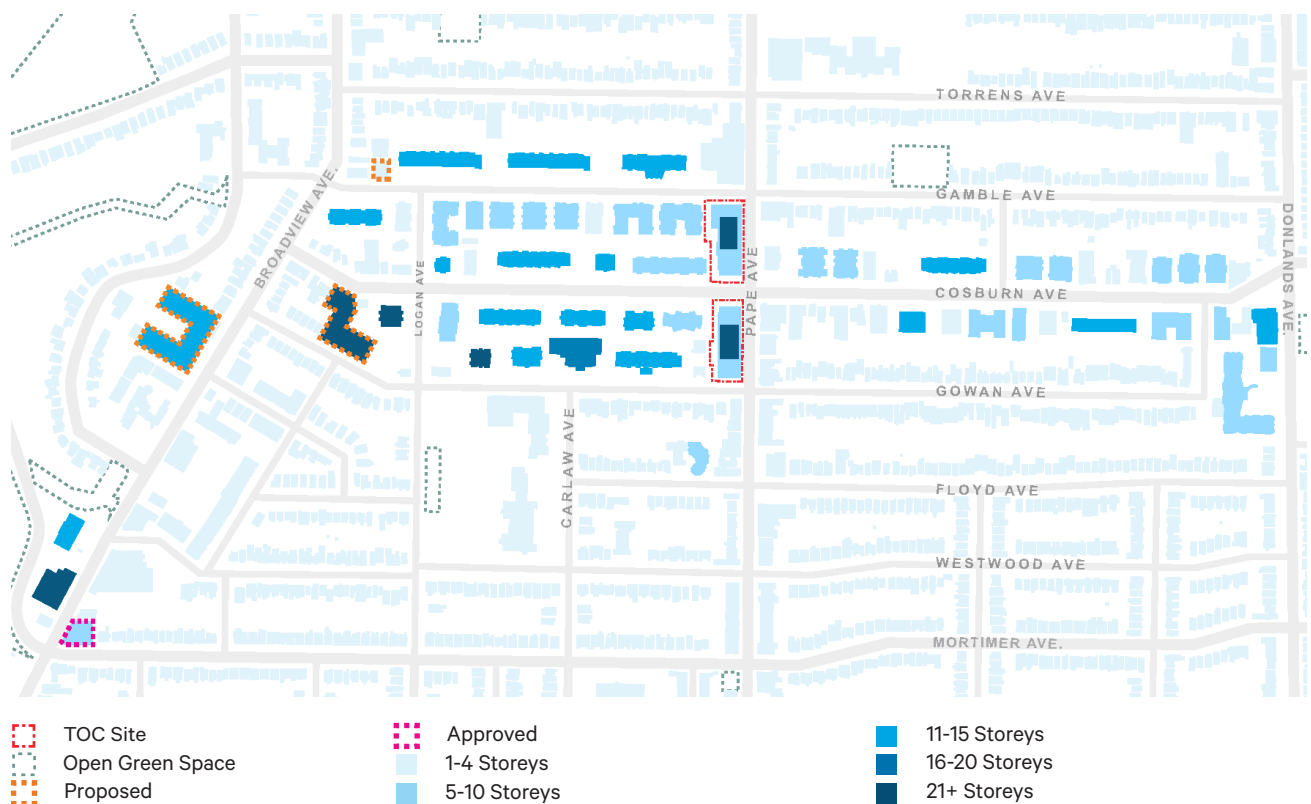 TORRENS AVE
GAMBLE AVE
BROADVIEW AVE.
DONLANDS AVE.
LOGAN AVE
PAPE AVE
COSBURN AVE
GOWAN AVE
CARLAW AVE
FLOYD AVE
WESTWOOD AVE
MORTIMER AVE.
TOC Site
Open Green Space
Proposed
Approved
1-4 Storeys
5-10 Storeys
11-15 Storeys
16-20 Storeys
21+ Storeys